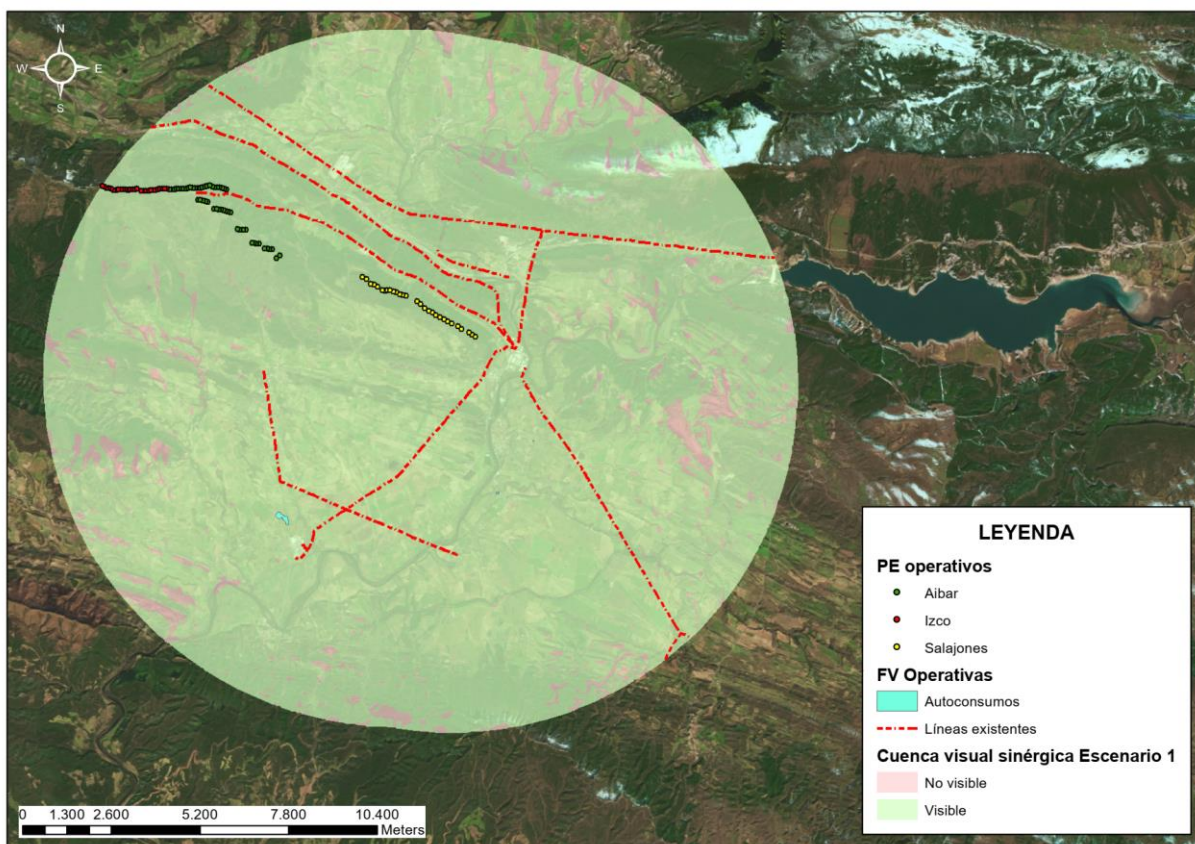 N
W E
S
LEYENDA
PE operativos
Aibar
Izco
Salajones
FV Operativas
Autoconsumos
Líneas existentes
Cuenca visual sinérgica Escenario 1
No visible
Visible
0 1.300 2.600 5.200 7.800 10.400
Meters